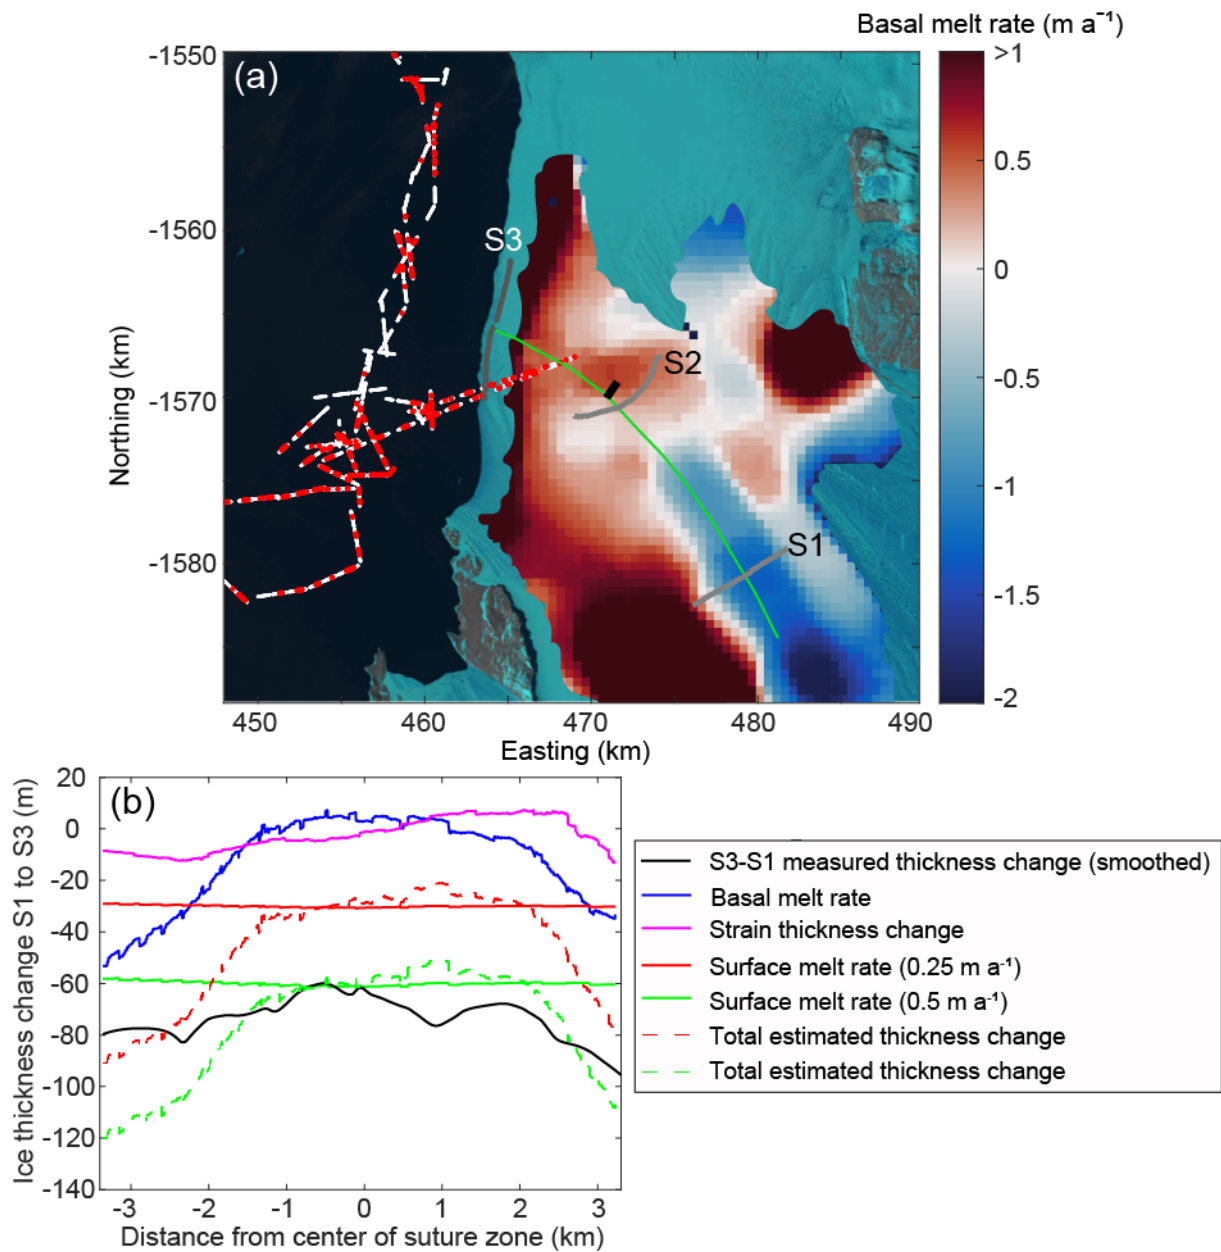 Basal melt rate (m a⁻¹)
(a)
-1550
-1560
-1570
-1580
Northing (km)
S3
S2
S1
>1
0.5
0
-0.5
-1
-1.5
-2
450
460
470
480
490
Easting (km)
(b)
20
0
-20
-40
-60
-80
-100
-120
-140
Ice thickness change S1 to S3 (m)
-3
-2
-1
0
1
2
3
Distance from center of suture zone (km)
S3-S1 measured thickness change (smoothed)
Basal melt rate
Strain thickness change
Surface melt rate (0.25 m a⁻¹)
Surface melt rate (0.5 m a⁻¹)
Total estimated thickness change
Total estimated thickness change